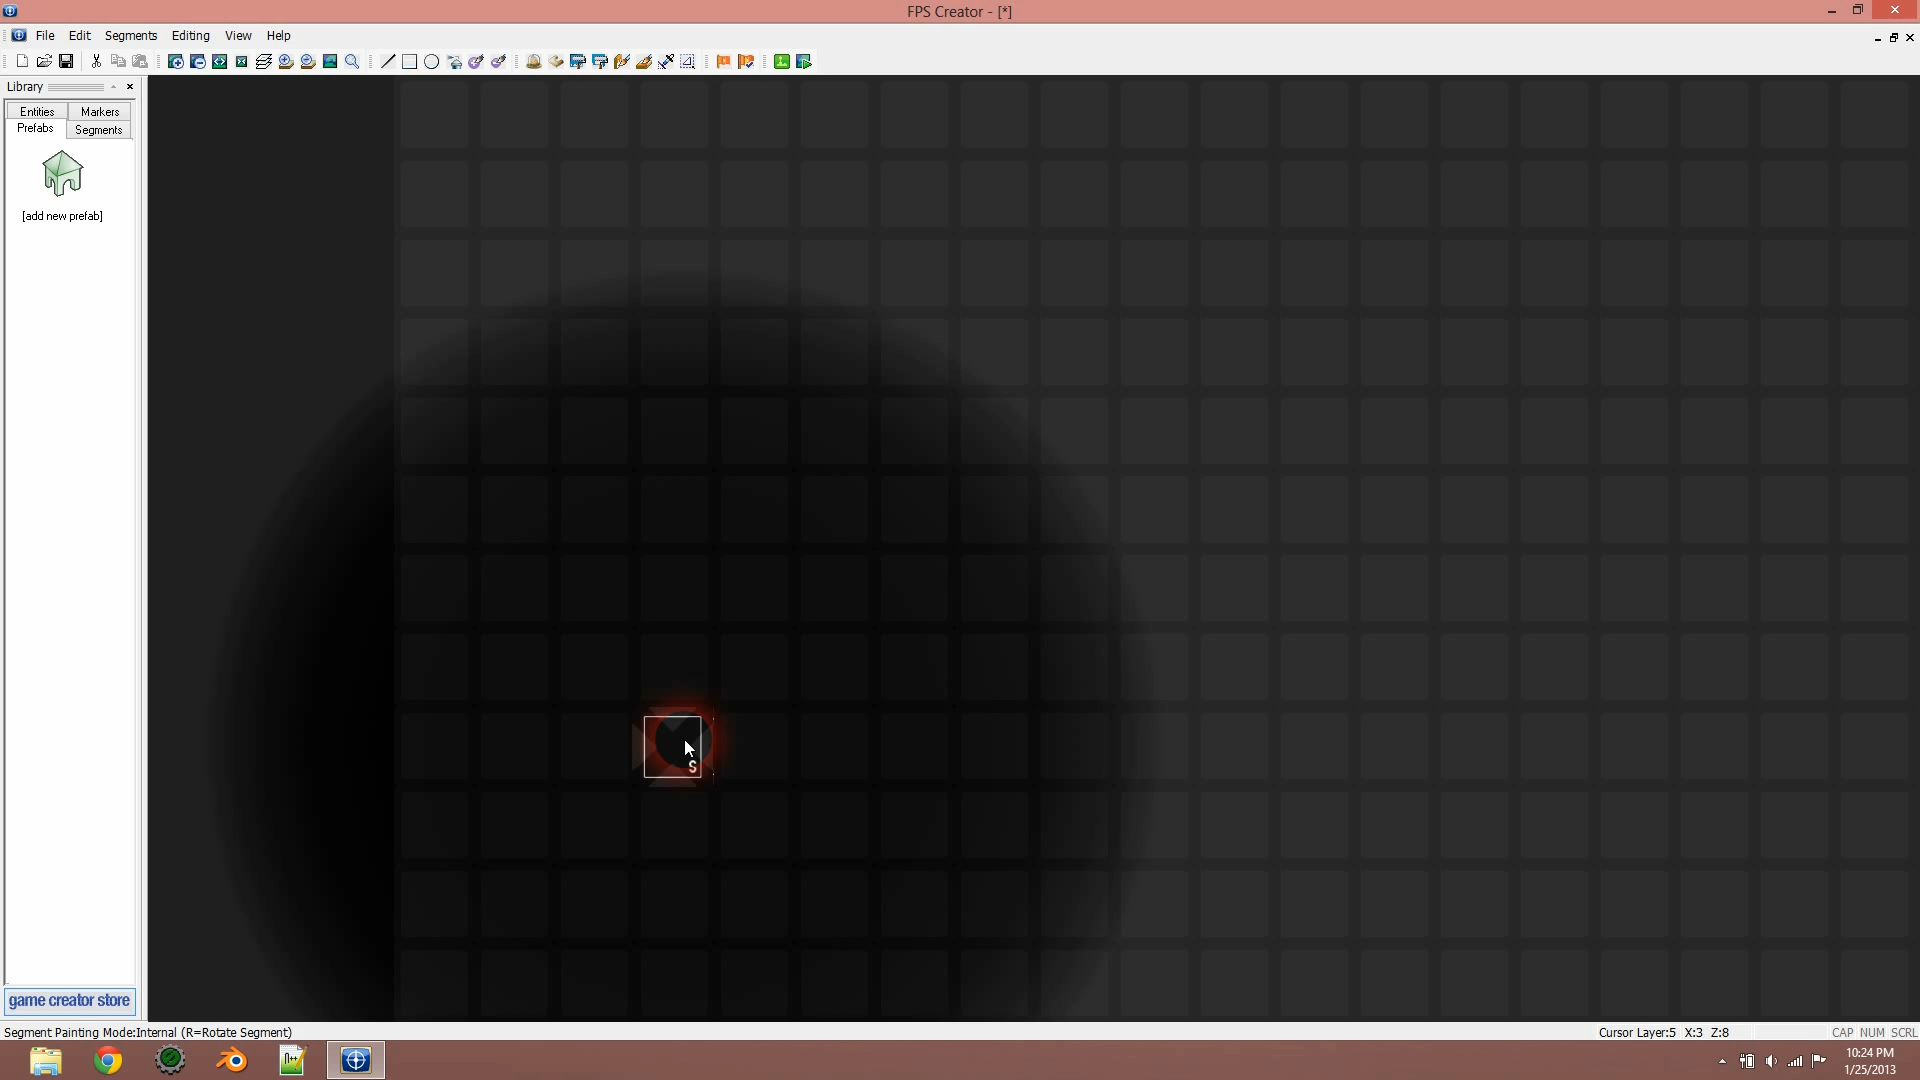 FPS Creator - [*]
File Edit Segments Editing View Help
Library
Entities Markers
Prefabs Segments
[add new prefab]
S
game creator store
Segment Painting Mode:Internal (R=Rotate Segment)
Cursor Layer:5 X:3 Z:8
CAP NUM SCRL
10:24 PM
1/25/2013